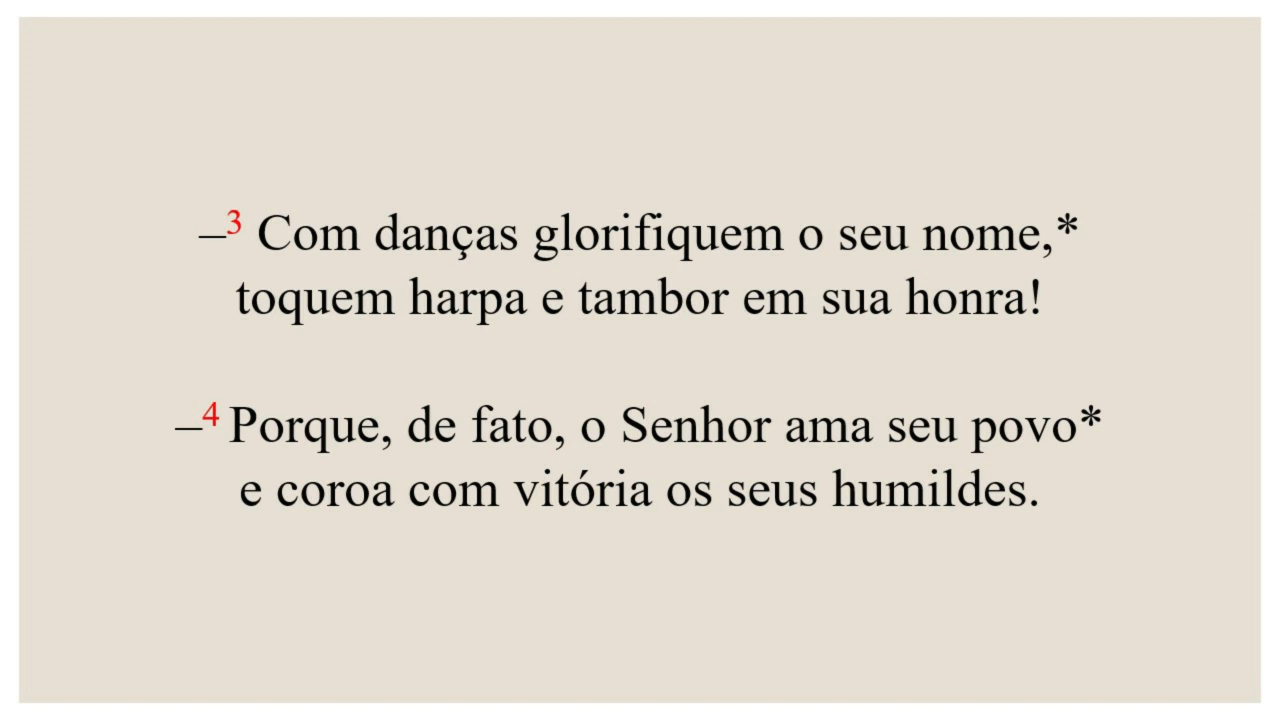 –3 Com danças glorifiquem o seu nome,*
toquem harpa e tambor em sua honra!
–4 Porque, de fato, o Senhor ama seu povo*
e coroa com vitória os seus humildes.